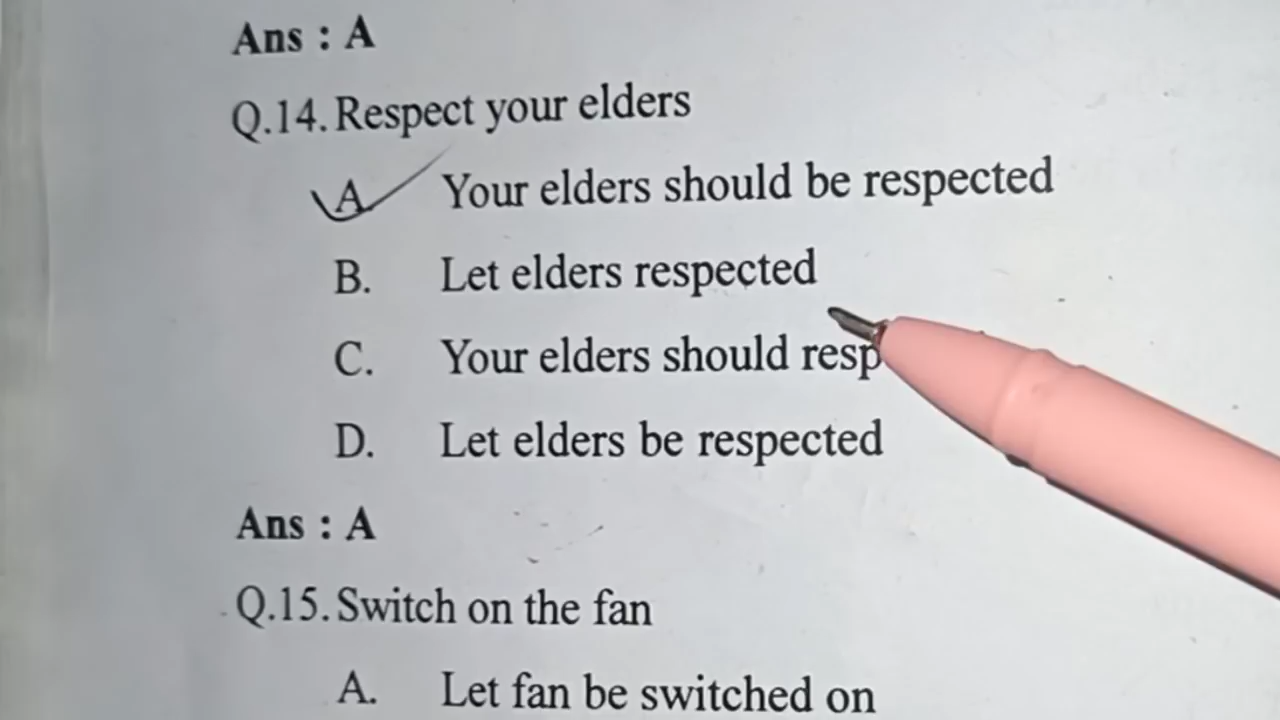 Ans : A
Q.14. Respect your elders
A Your elders should be respected
B. Let elders respected
C. Your elders should
D. Let elders be respected
Ans : A
Q.15. Switch on the fan
A. Let fan be switched on